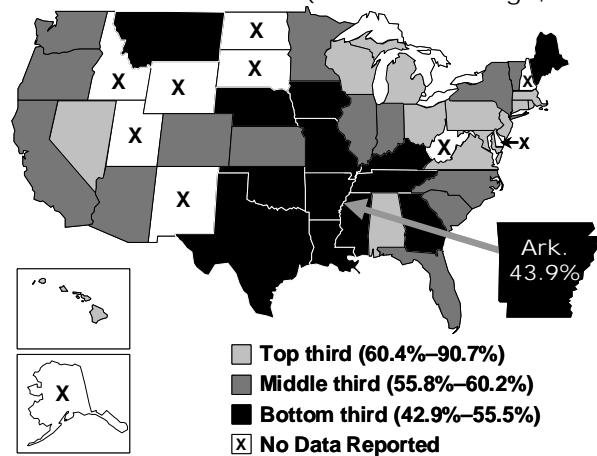 X
X
X
X
X
X
X
X
X
X
Ark.
43.9%
X
Top third (60.4%–90.7%)
Middle third (55.8%–60.2%)
Bottom third (42.9%–55.5%)
X No Data Reported